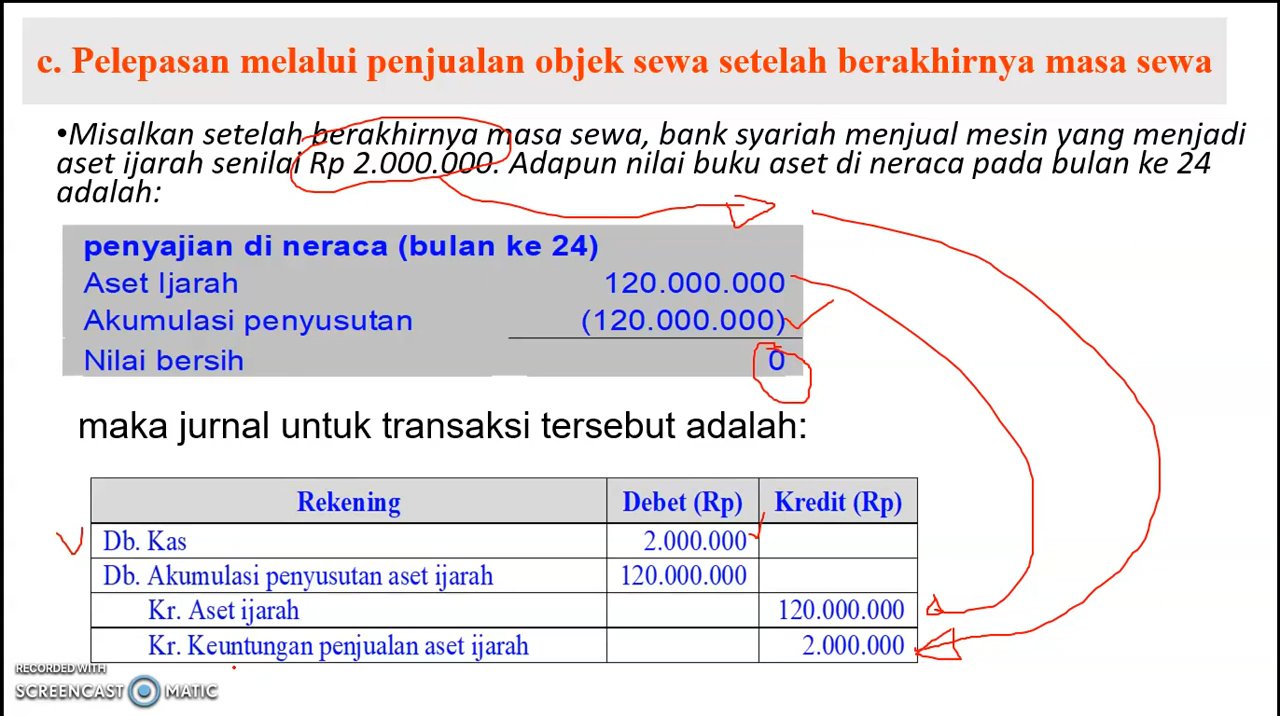 c. Pelepasan melalui penjualan objek sewa setelah berakhirnya masa sewa
•Misalkan setelah berakhirnya masa sewa, bank syariah menjual mesin yang menjadi
aset ijarah senilai Rp 2.000.000. Adapun nilai buku aset di neraca pada bulan ke 24
adalah:
penyajian di neraca (bulan ke 24)
Aset Ijarah 120.000.000
Akumulasi penyusutan (120.000.000)
Nilai bersih 0
maka jurnal untuk transaksi tersebut adalah:
Rekening Debet (Rp) Kredit (Rp)
Db. Kas 2.000.000
Db. Akumulasi penyusutan aset ijarah 120.000.000
Kr. Aset ijarah 120.000.000
Kr. Keuntungan penjualan aset ijarah 2.000.000
RECORDED WITH
SCREENCAST MATIC